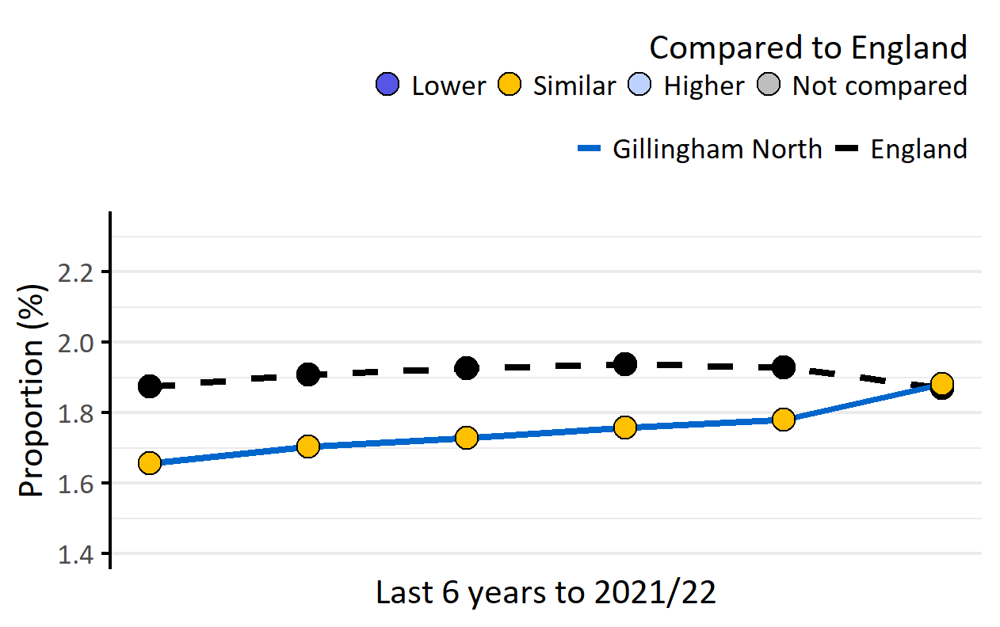 Compared to England
Lower Similar Higher Not compared
Gillingham North England
Proportion (%)
2.2
2.0
1.8
1.6
1.4
Last 6 years to 2021/22